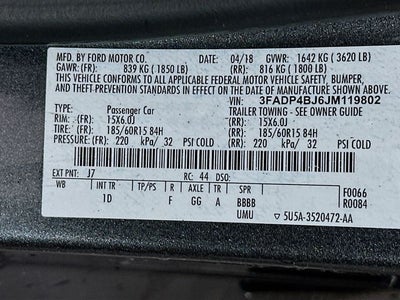 MFD. BY FORD MOTOR CO. 04/18 GVWR: 1642 KG ( 3620 LB)
GAWR: (FR): 839 KG ( 1850 LB) (RR): 816 KG ( 1800 LB)
THIS VEHICLE CONFORMS TO ALL APPLICABLE FEDERAL MOTOR VEHICLE SAFETY, BUMPER,
AND THEFT-PREVENTION STANDARDS IN EFFECT ON THE DATE OF MANUFACTURE SHOWN ABOVE.
VIN: 3FADP4BJ6JM119802
TYPE: Passenger Car TRAILER TOWING - SEE OWNER GUIDE
RIM: (FR): 15X6.0J (RR): 15X6.0J
TIRE: (FR): 185/60R15 84H (RR): 185/60R15 84H
PRESSURE: (FR): 220 kPa/ 32 PSI COLD (RR): 220 kPa/ 32 PSI COLD
EXT PNT: J7 RC: 44 DSO: F0066
WB INT TR TP/PS R AXLE TR SPR R0084
1D F GG A BBBB
UMU 5U5A-3520472-AA